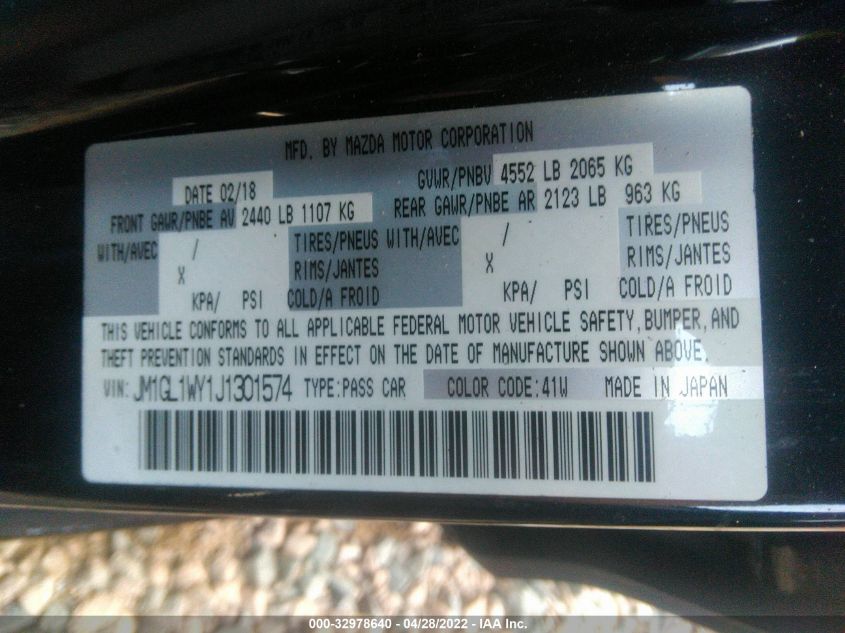 MFD. BY MAZDA MOTOR CORPORATION
DATE 02/18 GVWR/PNBV 4552 LB 2065 KG
FRONT GAWR/PNBE AV 2440 LB 1107 KG REAR GAWR/PNBE AR 2123 LB 963 KG
WITH/AVEC / TIRES/PNEUS WITH/AVEC / TIRES/PNEUS
X RIMS/JANTES X RIMS/JANTES
KPA/ PSI COLD/A FROID KPA/ PSI COLD/A FROID
THIS VEHICLE CONFORMS TO ALL APPLICABLE FEDERAL MOTOR VEHICLE SAFETY, BUMPER, AND
THEFT PREVENTION STANDARDS IN EFFECT ON THE DATE OF MANUFACTURE SHOWN ABOVE.
VIN: JM1GL1WY1J1301574 TYPE:PASS CAR COLOR CODE:41W MADE IN JAPAN
000-32978640 - 04/28/2022 - IAA Inc.